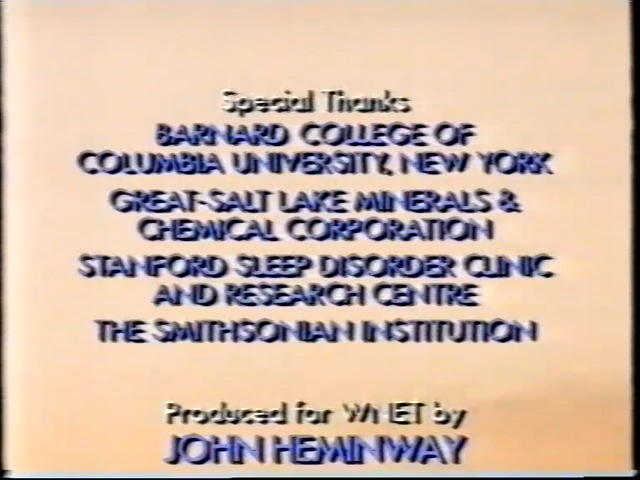 Special Thanks
BARNARD COLLEGE OF
COLUMBIA UNIVERSITY, NEW YORK
GREAT-SALT LAKE MINERALS &
CHEMICAL CORPORATION
STANFORD SLEEP DISORDER CLINIC
AND RESEARCH CENTRE
THE SMITHSONIAN INSTITUTION
Produced for WNET by
JOHN HEMINWAY